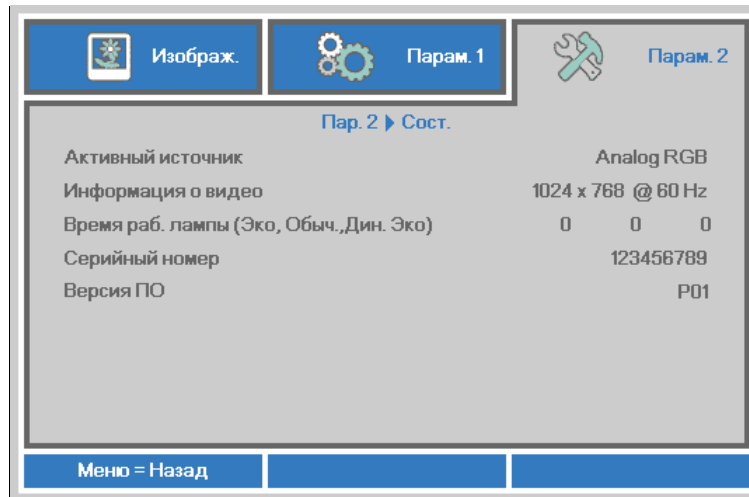 Изображ. Парам. 1 Парам. 2
Пар. 2 Сост.
Активный источник Analog RGB
Информация о видео 1024 x 768 @ 60 Hz
Время раб. лампы (Эко, Обыч.,Дин. Эко) 0 0 0
Серийный номер 123456789
Версия ПО P01
Меню = Назад